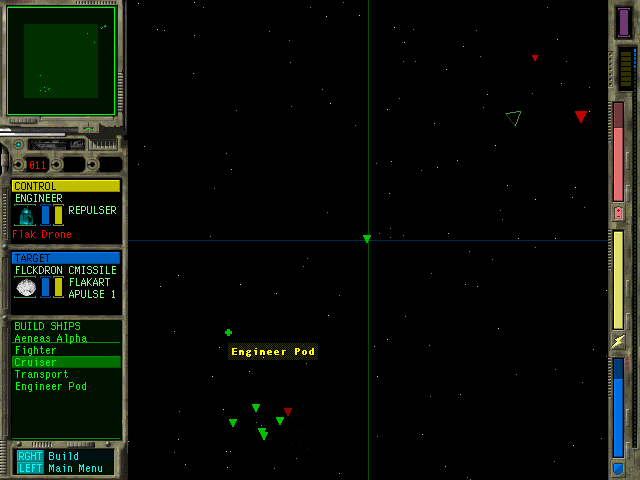 011
CONTROL
ENGINEER
REPULSER
Flak Drone
TARGET
FLCKDRON CMISSILE
FLAKART
APULSE 1
BUILD SHIPS
Aeneas Alpha
Fighter
Cruiser
Transport
Engineer Pod
RGHT Build
LEFT Main Menu
Engineer Pod